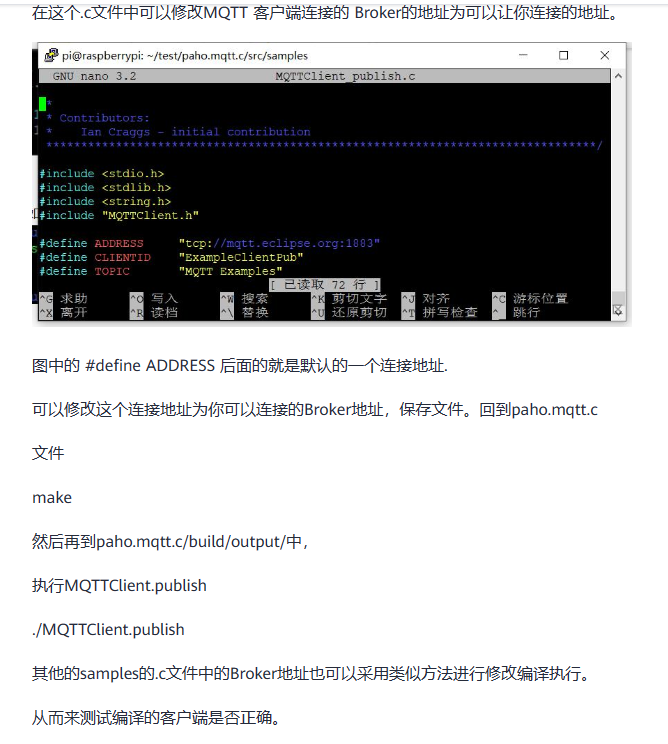 在这个.c文件中可以修改MQTT 客户端连接的 Broker的地址为可以让你连接的地址。
pi@raspberrypi: ~/test/paho.mqtt.c/src/samples
GNU nano 3.2 MQTTClient_publish.c
*
* Contributors:
* Ian Craggs - initial contribution
*******************************************************************************/
#include <stdio.h>
#include <stdlib.h>
#include <string.h>
#include "MQTTClient.h"
#define ADDRESS "tcp://mqtt.eclipse.org:1883"
#define CLIENTID "ExampleClientPub"
#define TOPIC "MQTT Examples"
[ 已读取 72 行 ]
^G 求助 ^O 写入 ^W 搜索 ^K 剪切文字 ^J 对齐 ^C 游标位置
^X 离开 ^R 读档 ^\ 替换 ^U 还原剪切 ^T 拼写检查 ^_ 跳行
图中的 #define ADDRESS 后面的就是默认的一个连接地址.
可以修改这个连接地址为你可以连接的Broker地址，保存文件。回到paho.mqtt.c
文件
make
然后再到paho.mqtt.c/build/output/中，
执行MQTTClient.publish
./MQTTClient.publish
其他的samples的.c文件中的Broker地址也可以采用类似方法进行修改编译执行。
从而来测试编译的客户端是否正确。